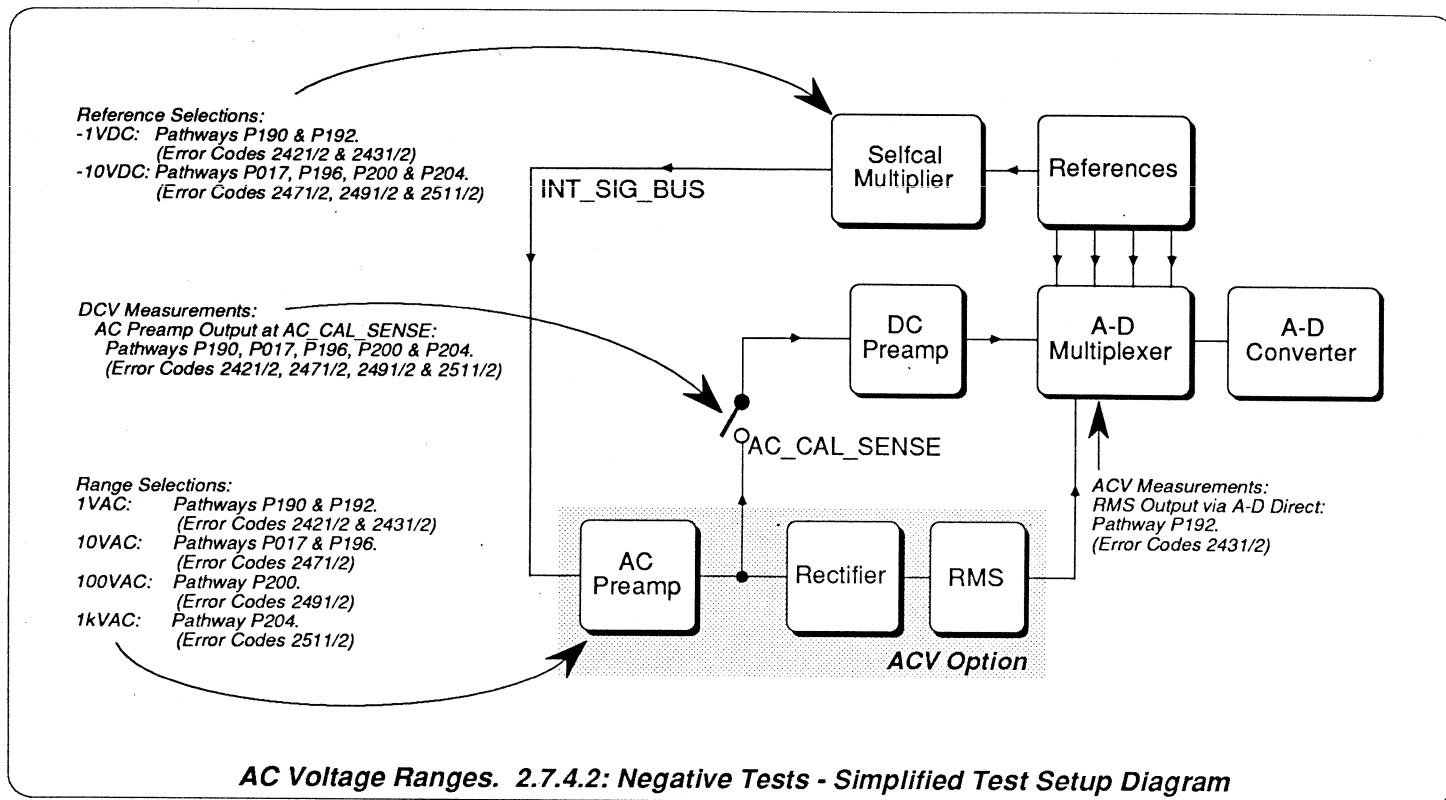 Reference Selections:
-1VDC: Pathways P190 & P192.
(Error Codes 2421/2 & 2431/2)
-10VDC: Pathways P017, P196, P200 & P204.
(Error Codes 2471/2, 2491/2 & 2511/2)
INT_SIG_BUS
Selfcal
Multiplier
References
DCV Measurements:
AC Preamp Output at AC_CAL_SENSE:
Pathways P190, P017, P196, P200 & P204.
(Error Codes 2421/2, 2471/2, 2491/2 & 2511/2)
DC
Preamp
A-D
Multiplexer
A-D
Converter
AC_CAL_SENSE
Range Selections:
1VAC: Pathways P190 & P192.
(Error Codes 2421/2 & 2431/2)
10VAC: Pathways P017 & P196.
(Error Codes 2471/2)
100VAC: Pathway P200.
(Error Codes 2491/2)
1kVAC: Pathway P204.
(Error Codes 2511/2)
AC
Preamp
Rectifier
RMS
ACV Option
ACV Measurements:
RMS Output via A-D Direct:
Pathway P192.
(Error Codes 2431/2)
AC Voltage Ranges. 2.7.4.2: Negative Tests - Simplified Test Setup Diagram